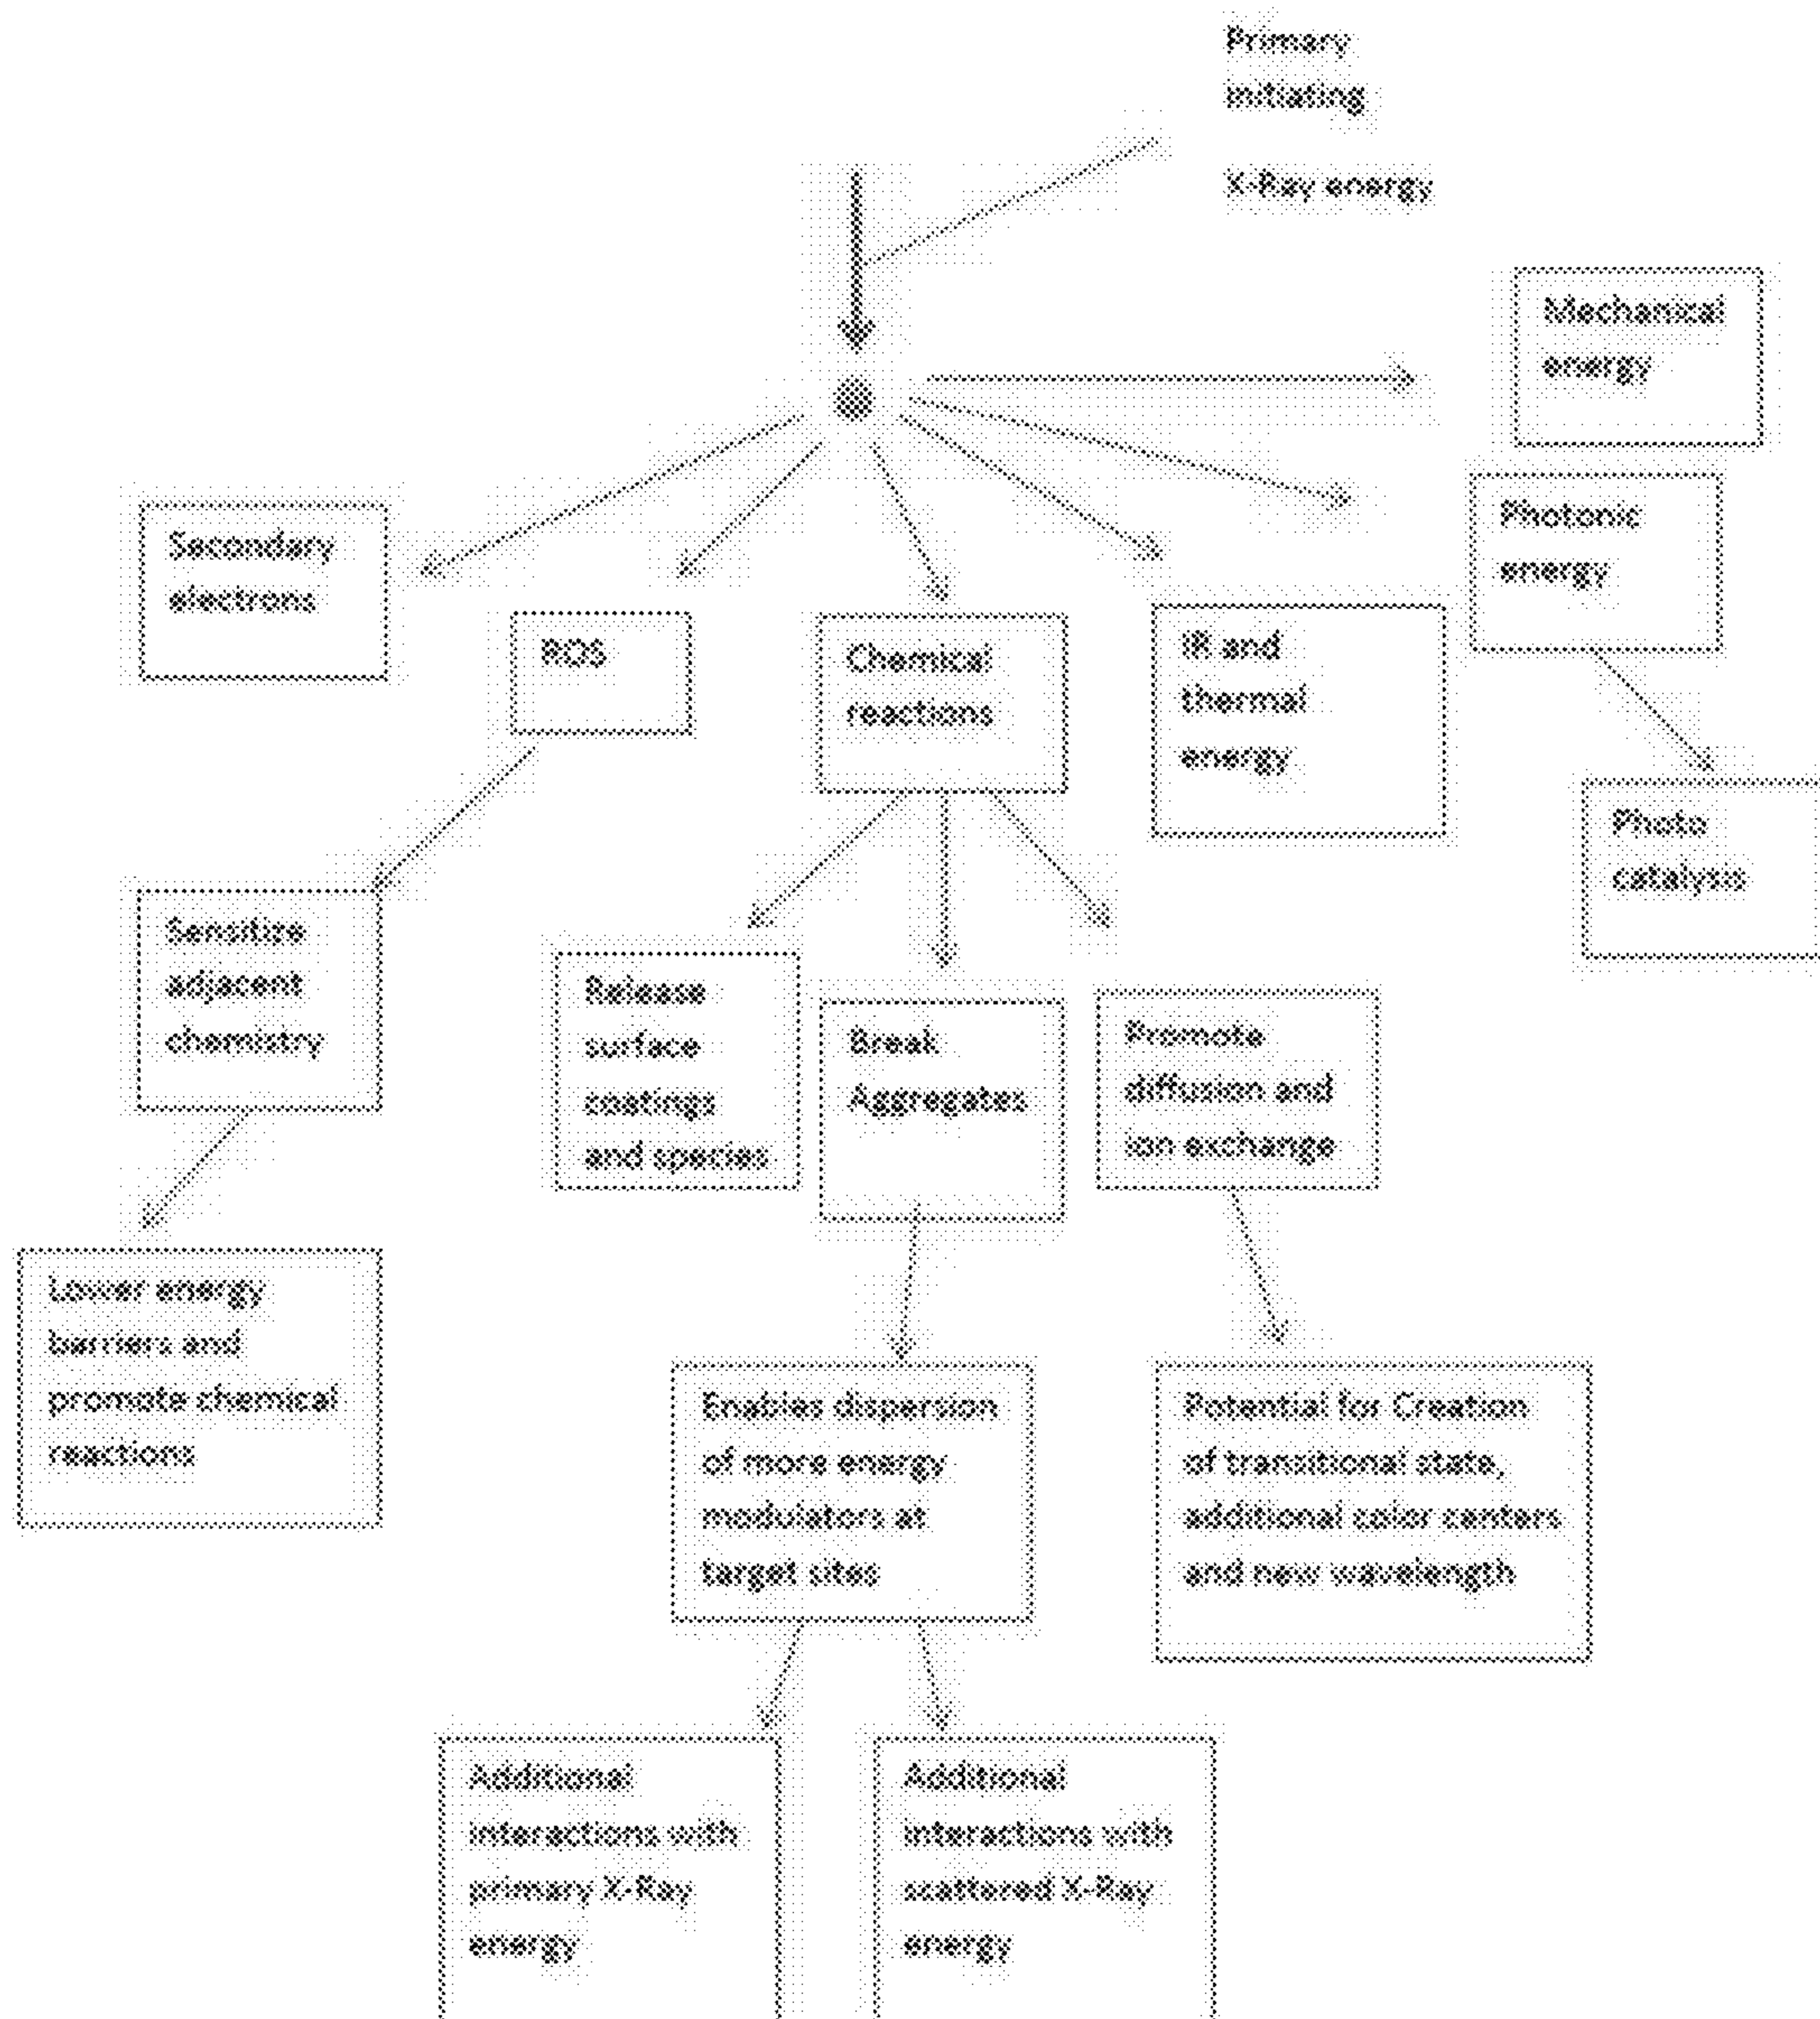 Primary
initiating
X-Ray energy
Mechanical
energy
Photonic
energy
Secondary
electrons
ROS
Chemical
reactions
IR and
thermal
energy
Photo
catalysis
Sensitize
adjacent
chemistry
Release
surface
coatings
and species
Break
Aggregates
Promote
diffusion and
ion exchange
Lower energy
barriers and
promote chemical
reactions
Enables dispersion
of more energy
modulators at
target sites
Potential for Creation
of transitional state,
additional color centers
and new wavelength
Additional
interactions with
primary X-Ray
energy
Additional
interactions with
scattered X-Ray
energy